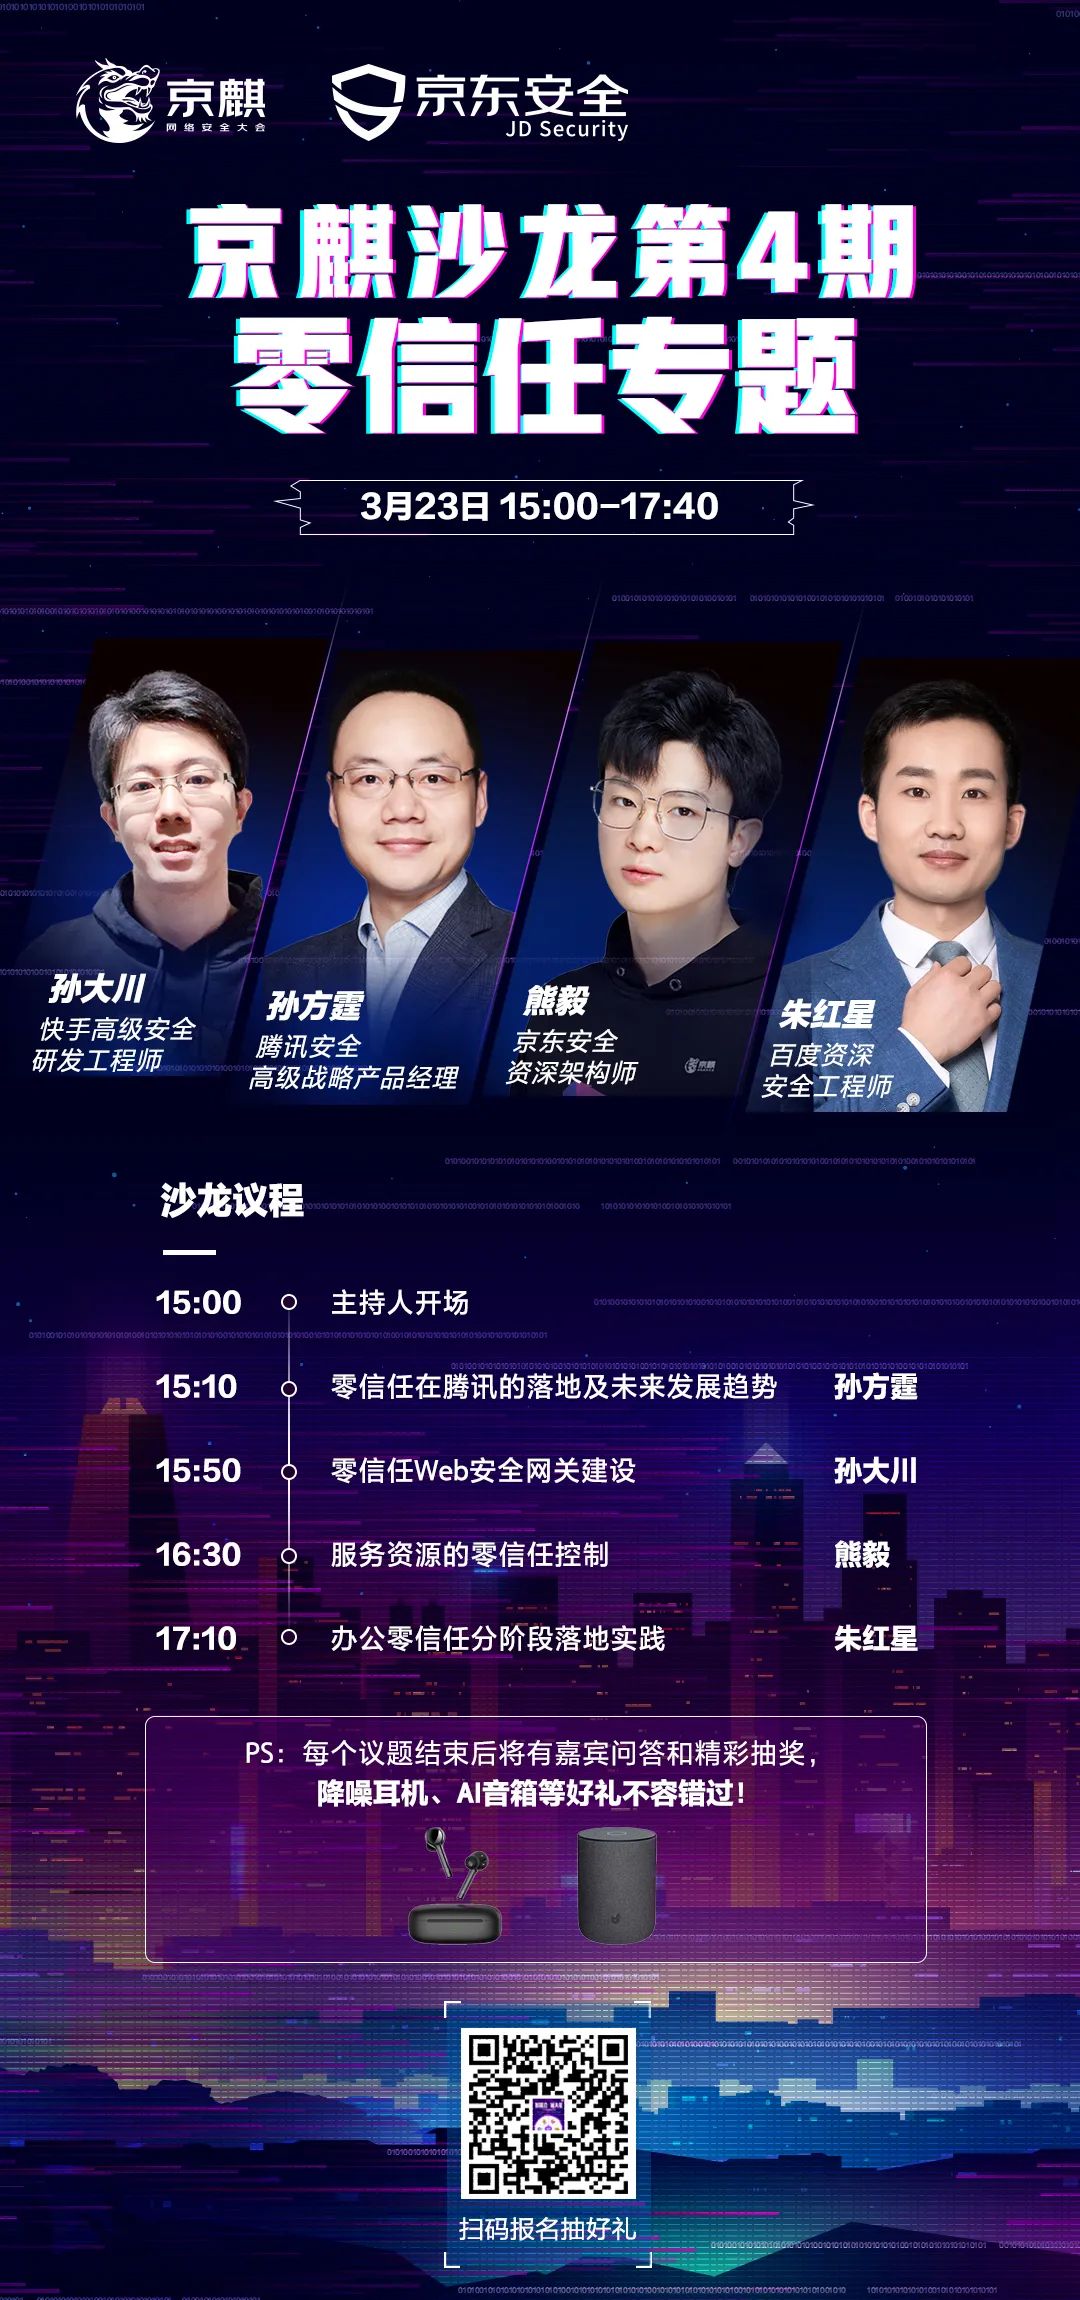 京麒
网络安全大会
京东安全
JD Security
京麒沙龙第4期
零信任专题
3月23日 15:00-17:40
孙大川
快手高级安全
研发工程师
孙方霆
腾讯安全
高级战略产品经理
熊毅
京东安全
资深架构师
京麒
朱红星
百度资深
安全工程师
沙龙议程
15:00 主持人开场
15:10 零信任在腾讯的落地及未来发展趋势 孙方霆
15:50 零信任Web安全网关建设 孙大川
16:30 服务资源的零信任控制 熊毅
17:10 办公零信任分阶段落地实践 朱红星
PS：每个议题结束后将有嘉宾问答和精彩抽奖，
降噪耳机、AI音箱等好礼不容错过！
扫码报名抽好礼